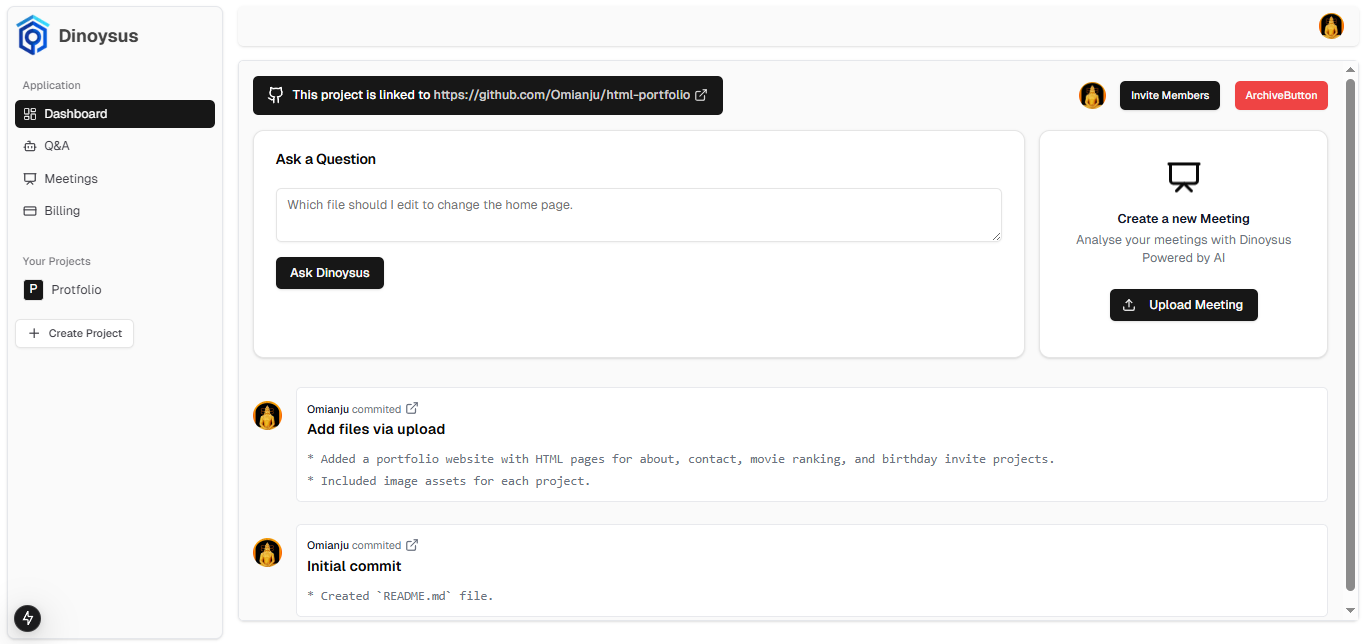 Dinoysus
Application
Dashboard
Q&A
Meetings
Billing
Your Projects
P Protfolio
Create Project
This project is linked to https://github.com/Omianju/html-portfolio
Invite Members
ArchiveButton
Ask a Question
Which file should I edit to change the home page.
Ask Dinoysus
Create a new Meeting
Analyse your meetings with Dinoysus
Powered by AI
Upload Meeting
Omianju commited
Add files via upload
* Added a portfolio website with HTML pages for about, contact, movie ranking, and birthday invite projects.
* Included image assets for each project.
Omianju commited
Initial commit
* Created `README.md` file.